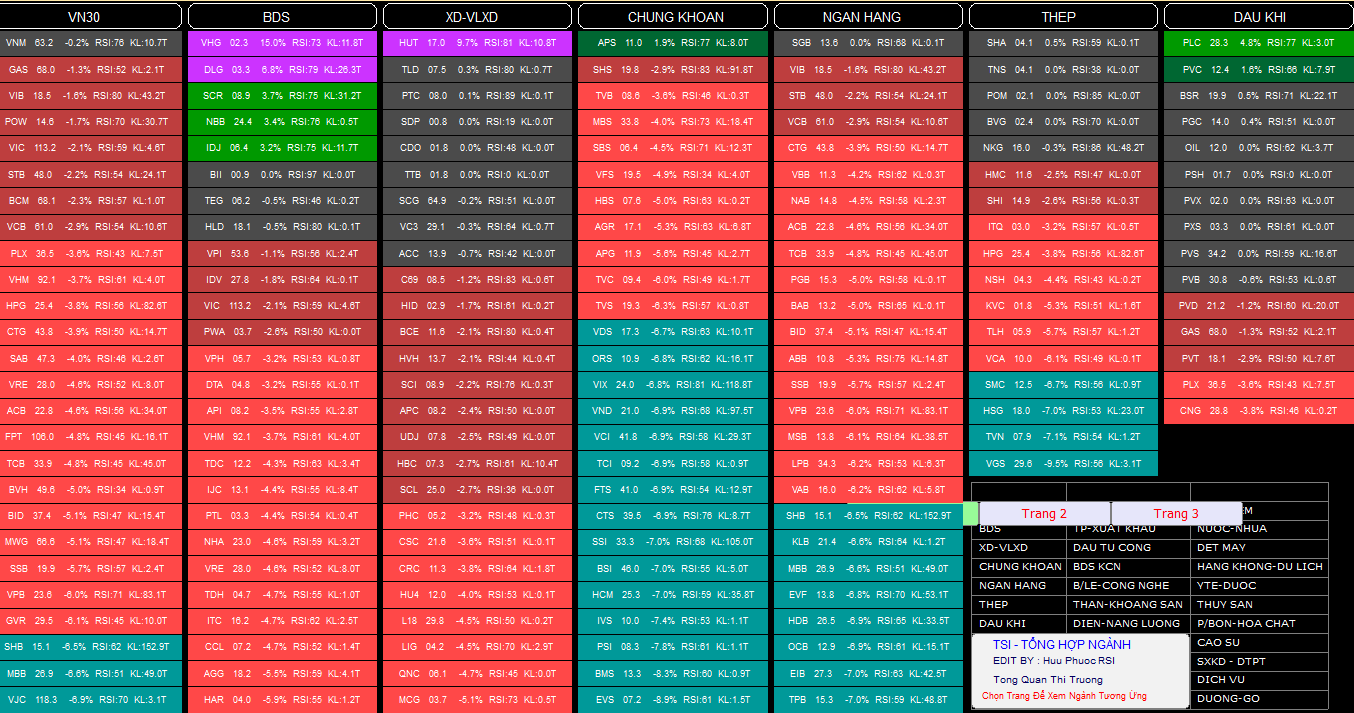 VN30
VNM 63.2 -0.2% RSI:76 KL:10.7T
GAS 68.0 -1.3% RSI:52 KL:2.1T
VIB 18.5 -1.6% RSI:80 KL:43.2T
POW 14.6 -1.7% RSI:70 KL:30.7T
VIC 113.2 -2.1% RSI:59 KL:4.6T
STB 48.0 -2.2% RSI:54 KL:24.1T
BCM 68.1 -2.3% RSI:57 KL:1.0T
VCB 61.0 -2.9% RSI:54 KL:10.6T
PLX 36.5 -3.6% RSI:43 KL:7.5T
VHM 92.1 -3.7% RSI:61 KL:4.0T
HPG 25.4 -3.8% RSI:56 KL:82.6T
CTG 43.8 -3.9% RSI:50 KL:14.7T
SAB 47.3 -4.0% RSI:46 KL:2.6T
VRE 28.0 -4.6% RSI:52 KL:8.0T
ACB 22.8 -4.6% RSI:56 KL:34.0T
FPT 106.0 -4.8% RSI:45 KL:16.1T
TCB 33.9 -4.8% RSI:45 KL:45.0T
BVH 49.6 -5.0% RSI:34 KL:0.9T
BID 37.4 -5.1% RSI:47 KL:15.4T
MWG 66.6 -5.1% RSI:47 KL:18.4T
SSB 19.9 -5.7% RSI:57 KL:2.4T
VPB 23.6 -6.0% RSI:71 KL:83.1T
GVR 29.5 -6.1% RSI:45 KL:10.0T
SHB 15.1 -6.5% RSI:62 KL:152.9T
MBB 26.9 -6.6% RSI:51 KL:49.0T
VJC 118.3 -6.9% RSI:70 KL:3.1T
BDS
VHG 02.3 15.0% RSI:73 KL:11.8T
DLG 03.3 6.8% RSI:79 KL:26.3T
SCR 08.9 3.7% RSI:75 KL:31.2T
NBB 24.4 3.4% RSI:76 KL:0.5T
IDJ 06.4 3.2% RSI:75 KL:11.7T
BII 00.9 0.0% RSI:97 KL:0.0T
TEG 06.2 -0.5% RSI:46 KL:0.2T
HLD 18.1 -0.5% RSI:80 KL:0.1T
VPI 53.6 -1.1% RSI:56 KL:2.4T
IDV 27.8 -1.8% RSI:64 KL:0.1T
VIC 113.2 -2.1% RSI:59 KL:4.6T
PWA 03.7 -2.6% RSI:50 KL:0.0T
VPH 05.7 -3.2% RSI:53 KL:0.8T
DTA 04.8 -3.2% RSI:55 KL:0.1T
API 08.2 -3.5% RSI:55 KL:2.8T
VHM 92.1 -3.7% RSI:61 KL:4.0T
TDC 12.2 -4.3% RSI:63 KL:3.4T
IJC 13.1 -4.4% RSI:55 KL:8.4T
PTL 03.3 -4.4% RSI:54 KL:0.4T
NHA 23.0 -4.6% RSI:59 KL:3.2T
VRE 28.0 -4.6% RSI:52 KL:8.0T
TDH 04.7 -4.7% RSI:55 KL:1.0T
ITC 16.2 -4.7% RSI:62 KL:2.5T
CCL 07.2 -4.7% RSI:52 KL:1.4T
AGG 18.2 -5.5% RSI:59 KL:4.1T
HAR 04.0 -5.9% RSI:55 KL:1.2T
XD-VLXD
HUT 17.0 9.7% RSI:81 KL:10.8T
TLD 07.5 0.3% RSI:80 KL:0.7T
PTC 08.0 0.1% RSI:89 KL:0.1T
SDP 00.8 0.0% RSI:19 KL:0.0T
CDO 01.8 0.0% RSI:48 KL:0.0T
TTB 01.8 0.0% RSI:0 KL:0.0T
SCG 64.9 -0.2% RSI:51 KL:0.0T
VC3 29.1 -0.3% RSI:64 KL:0.7T
ACC 13.9 -0.7% RSI:42 KL:0.0T
C69 08.5 -1.2% RSI:83 KL:0.6T
HID 02.9 -1.7% RSI:61 KL:0.2T
BCE 11.6 -2.1% RSI:80 KL:0.4T
HVH 13.7 -2.1% RSI:44 KL:0.4T
SCI 08.9 -2.2% RSI:76 KL:0.3T
APC 08.2 -2.4% RSI:50 KL:0.0T
UDJ 07.8 -2.5% RSI:49 KL:0.0T
HBC 07.3 -2.7% RSI:61 KL:10.4T
SCL 25.0 -2.7% RSI:36 KL:0.0T
PHC 05.2 -3.2% RSI:48 KL:0.3T
CSC 21.6 -3.6% RSI:51 KL:0.1T
CRC 11.3 -3.8% RSI:64 KL:1.8T
HU4 12.0 -4.0% RSI:53 KL:0.1T
L18 29.8 -4.5% RSI:50 KL:0.2T
LIG 04.2 -4.5% RSI:70 KL:2.9T
QNC 06.1 -4.7% RSI:45 KL:0.0T
MCG 03.7 -5.1% RSI:73 KL:0.5T
CHUNG KHOAN
APS 11.0 1.9% RSI:77 KL:8.0T
SHS 19.8 -2.9% RSI:83 KL:91.8T
TVB 08.6 -3.6% RSI:46 KL:0.3T
MBS 33.8 -4.0% RSI:73 KL:18.4T
SBS 06.4 -4.5% RSI:71 KL:12.3T
VFS 19.5 -4.9% RSI:34 KL:4.0T
HBS 07.6 -5.0% RSI:63 KL:0.2T
AGR 17.1 -5.3% RSI:63 KL:6.8T
APG 11.9 -5.6% RSI:45 KL:2.7T
TVC 09.4 -6.0% RSI:49 KL:1.7T
TVS 19.3 -6.3% RSI:57 KL:0.8T
VDS 17.3 -6.7% RSI:63 KL:10.1T
ORS 10.9 -6.8% RSI:62 KL:16.1T
VIX 24.0 -6.8% RSI:81 KL:118.8T
VND 21.0 -6.9% RSI:68 KL:97.5T
VCI 41.8 -6.9% RSI:58 KL:29.3T
TCI 09.2 -6.9% RSI:58 KL:0.9T
FTS 41.0 -6.9% RSI:54 KL:12.9T
CTS 39.5 -6.9% RSI:76 KL:8.7T
SSI 33.3 -7.0% RSI:68 KL:105.0T
BSI 46.0 -7.0% RSI:55 KL:5.0T
HCM 25.3 -7.0% RSI:59 KL:35.8T
IVS 10.0 -7.4% RSI:53 KL:1.1T
PSI 08.3 -7.8% RSI:61 KL:1.1T
BMS 13.3 -8.3% RSI:60 KL:0.9T
EVS 07.2 -8.9% RSI:61 KL:1.5T
NGAN HANG
SGB 13.6 0.0% RSI:68 KL:0.1T
VIB 18.5 -1.6% RSI:80 KL:43.2T
STB 48.0 -2.2% RSI:54 KL:24.1T
VCB 61.0 -2.9% RSI:54 KL:10.6T
CTG 43.8 -3.9% RSI:50 KL:14.7T
VBB 11.3 -4.2% RSI:62 KL:0.3T
NAB 14.8 -4.5% RSI:58 KL:2.3T
ACB 22.8 -4.6% RSI:56 KL:34.0T
TCB 33.9 -4.8% RSI:45 KL:45.0T
PGB 15.3 -5.0% RSI:58 KL:0.1T
BAB 13.2 -5.0% RSI:65 KL:0.1T
BID 37.4 -5.1% RSI:47 KL:15.4T
ABB 10.8 -5.3% RSI:75 KL:14.8T
SSB 19.9 -5.7% RSI:57 KL:2.4T
VPB 23.6 -6.0% RSI:71 KL:83.1T
MSB 13.8 -6.1% RSI:64 KL:38.5T
LPB 34.3 -6.2% RSI:53 KL:6.3T
VAB 16.0 -6.2% RSI:62 KL:5.8T
SHB 15.1 -6.5% RSI:62 KL:152.9T
KLB 21.4 -6.6% RSI:64 KL:1.2T
MBB 26.9 -6.6% RSI:51 KL:49.0T
EVF 13.8 -6.8% RSI:70 KL:53.1T
HDB 26.5 -6.9% RSI:65 KL:33.5T
OCB 12.9 -6.9% RSI:61 KL:15.1T
EIB 27.3 -7.0% RSI:63 KL:42.5T
TPB 15.3 -7.0% RSI:59 KL:48.8T
THEP
SHA 04.1 0.5% RSI:59 KL:0.1T
TNS 04.1 0.0% RSI:38 KL:0.0T
POM 02.1 0.0% RSI:85 KL:0.0T
BVG 02.4 0.0% RSI:70 KL:0.0T
NKG 16.0 -0.3% RSI:86 KL:48.2T
HMC 11.6 -2.5% RSI:47 KL:0.0T
SHI 14.9 -2.6% RSI:56 KL:0.3T
ITQ 03.0 -3.2% RSI:57 KL:0.5T
HPG 25.4 -3.8% RSI:56 KL:82.6T
NSH 04.3 -4.4% RSI:43 KL:0.2T
KVC 01.8 -5.3% RSI:51 KL:1.6T
TLH 05.9 -5.7% RSI:57 KL:1.2T
VCA 10.0 -6.1% RSI:49 KL:0.1T
SMC 12.5 -6.7% RSI:56 KL:0.9T
HSG 18.0 -7.0% RSI:53 KL:23.0T
TVN 07.9 -7.1% RSI:54 KL:1.2T
VGS 29.6 -9.5% RSI:56 KL:3.1T
DAU KHI
PLC 28.3 4.8% RSI:77 KL:3.0T
PVC 12.4 1.6% RSI:66 KL:7.9T
BSR 19.9 0.5% RSI:71 KL:22.1T
PGC 14.0 0.4% RSI:51 KL:0.0T
OIL 12.0 0.0% RSI:62 KL:3.7T
PSH 01.7 0.0% RSI:0 KL:0.0T
PVX 02.0 0.0% RSI:63 KL:0.0T
PXS 03.3 0.0% RSI:61 KL:0.0T
PVS 34.2 0.0% RSI:59 KL:16.6T
PVB 30.8 -0.6% RSI:53 KL:0.6T
PVD 21.2 -1.2% RSI:60 KL:20.0T
GAS 68.0 -1.3% RSI:52 KL:2.1T
PVT 18.1 -2.9% RSI:50 KL:7.6T
PLX 36.5 -3.6% RSI:43 KL:7.5T
CNG 28.8 -3.8% RSI:46 KL:0.2T
Trang 2 Trang 3 EM
BDS TP-XUAT KHAU NUOC-NHUA
XD-VLXD DAU TU CONG DET MAY
CHUNG KHOAN BDS KCN HANG KHONG-DU LICH
NGAN HANG B/LE-CONG NGHE YTE-DUOC
THEP THAN-KHOANG SAN THUY SAN
DAU KHI DIEN-NANG LUONG P/BON-HOA CHAT
CAO SU
SXKD - DTPT
DICH VU
DUONG-GO
TSI - TỔNG HỢP NGÀNH
EDIT BY : Huu Phuoc RSI
Tong Quan Thi Truong
Chọn Trang Để Xem Ngành Tương Ứng